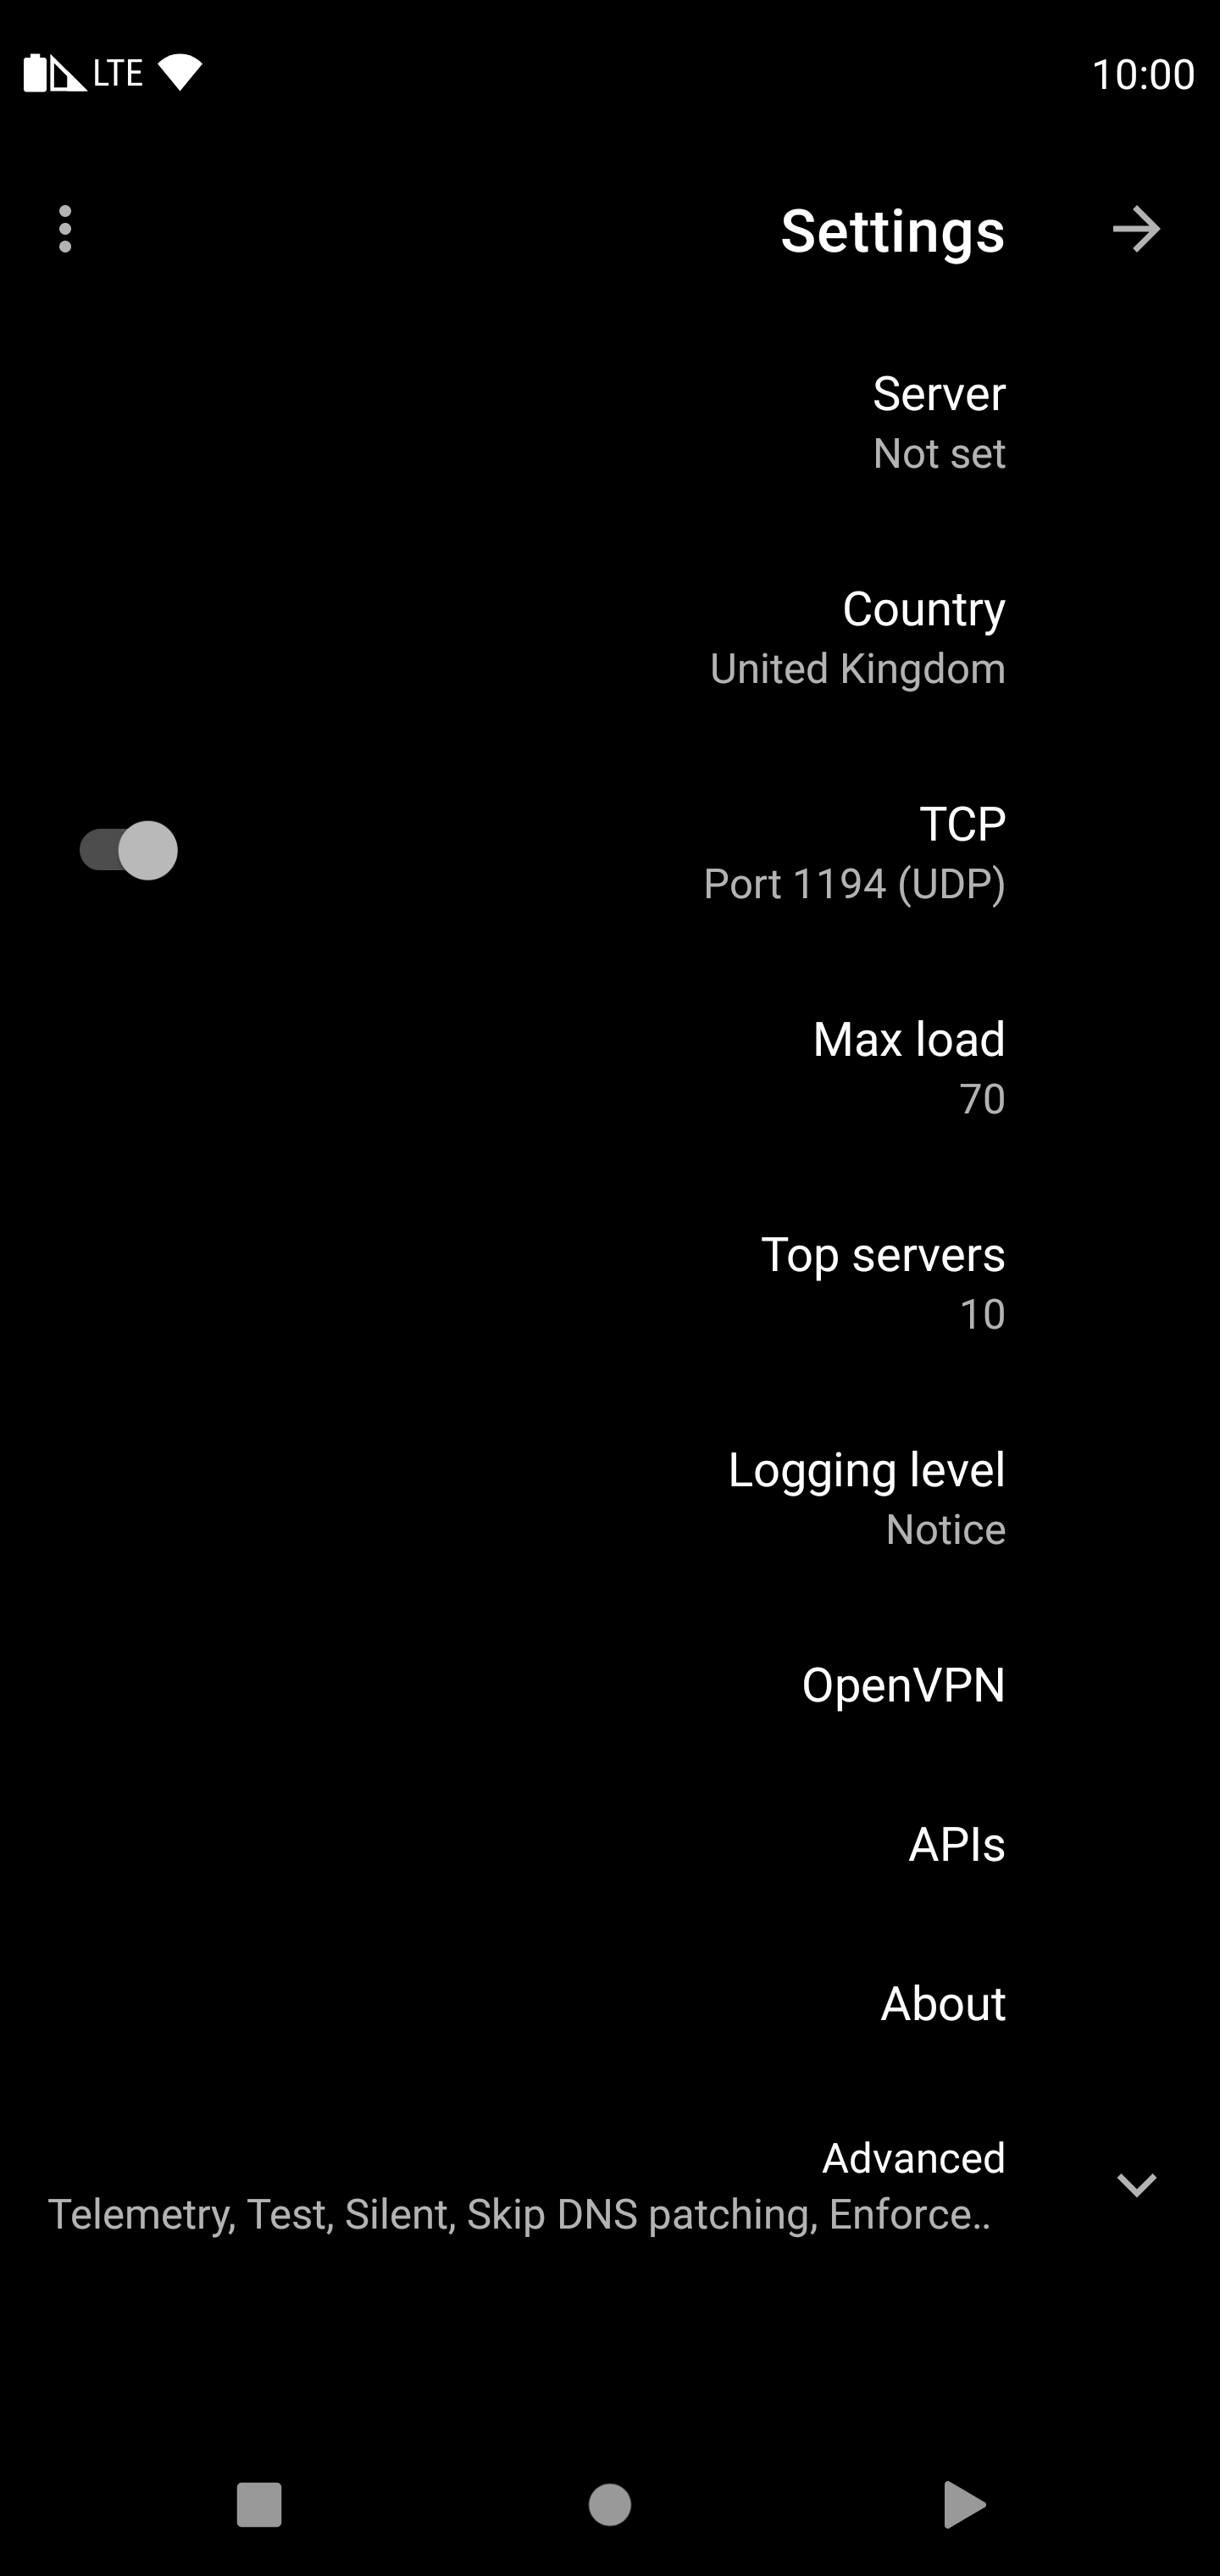 LTE
10:00
Settings
Server
Not set
Country
United Kingdom
TCP
Port 1194 (UDP)
Max load
70
Top servers
10
Logging level
Notice
OpenVPN
APIs
About
Advanced
Telemetry, Test, Silent, Skip DNS patching, Enforce..